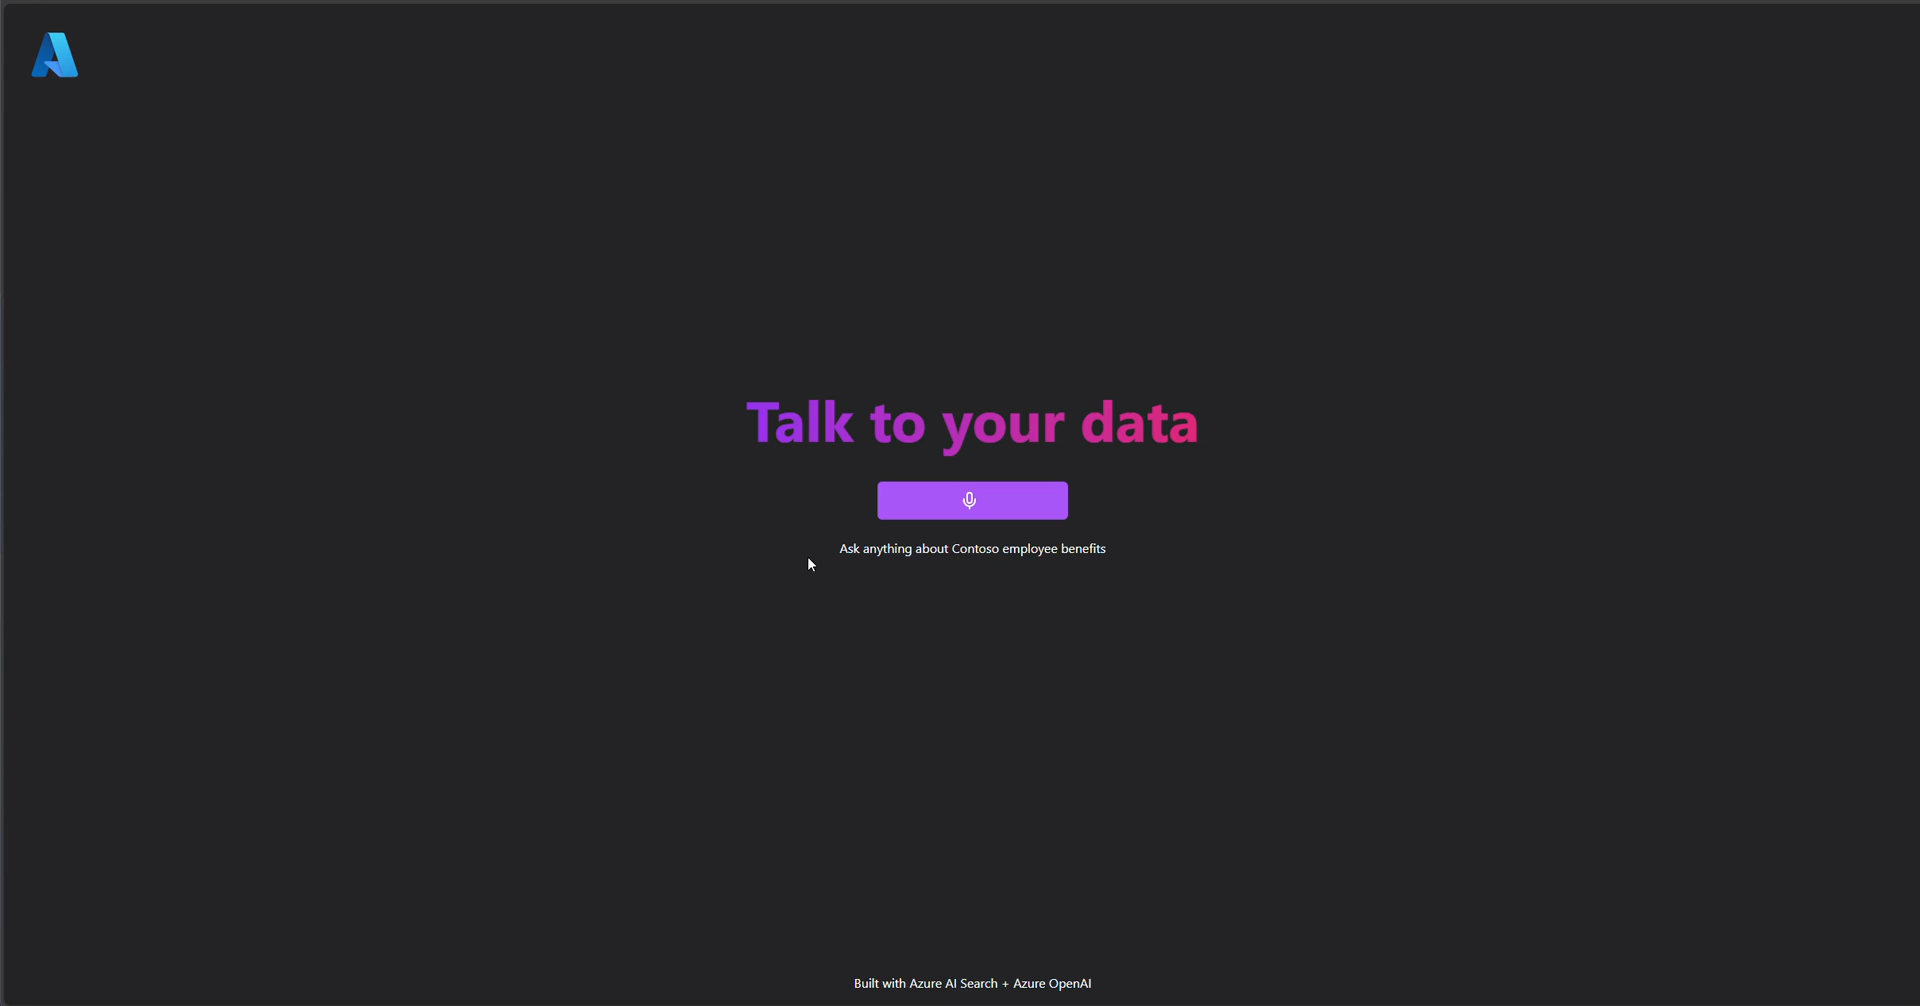 Talk to your data
Ask anything about Contoso employee benefits
Built with Azure AI Search + Azure OpenAI